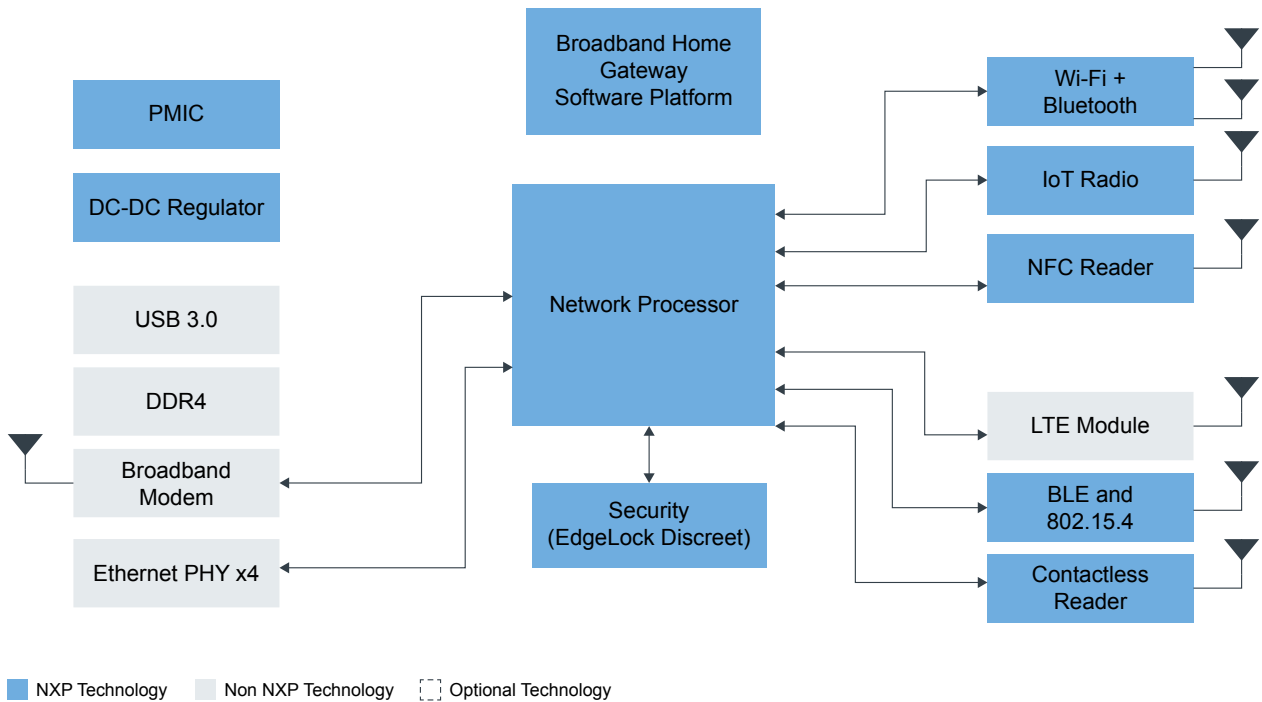 Broadband Home
Gateway
Software Platform
PMIC
DC-DC Regulator
USB 3.0
DDR4
Broadband
Modem
Ethernet PHY x4
Network Processor
Security
(EdgeLock Discreet)
Wi-Fi +
Bluetooth
IoT Radio
NFC Reader
LTE Module
BLE and
802.15.4
Contactless
Reader
NXP Technology
Non NXP Technology
Optional Technology